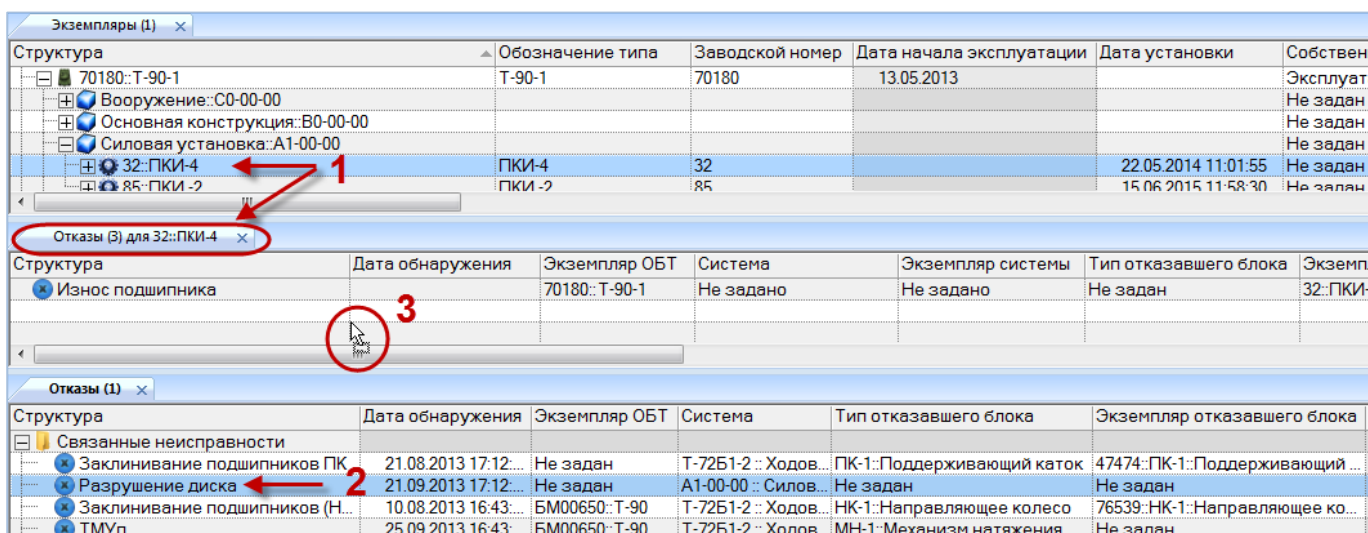 Экземпляры (1)
Структура Обозначение типа Заводской номер Дата начала эксплуатации Дата установки Собствен
70180::Т-90-1 Т-90-1 70180 13.05.2013 Эксплуат
Вооружение::С0-00-00 Не задан
Основная конструкция::В0-00-00 Не задан
Силовая установка::А1-00-00 Не задан
32::ПКИ-4 1 ПКИ-4 32 22.05.2014 11:01:55 Не задан
85::ПКИ -2 ПКИ -2 85 15.06.2015 11:58:30 Не задан
Отказы (3) для 32::ПКИ-4
Структура Дата обнаружения Экземпляр ОБТ Система Экземпляр системы Тип отказавшего блока Экземп
Износ подшипника 70180::Т-90-1 Не задано Не задано Не задан 32::ПКИ-
3
Отказы (1)
Структура Дата обнаружения Экземпляр ОБТ Система Тип отказавшего блока Экземпляр отказавшего блока
Связанные неисправности
Заклинивание подшипников ПК 21.08.2013 17:12:... Не задан Т-72Б1-2 :: Ходов... ПК-1::Поддерживающий каток 47474::ПК-1::Поддерживающий ...
Разрушение диска 2 21.09.2013 17:12:... Не задан А1-00-00 :: Силов... Не задан Не задан
Заклинивание подшипников (Н... 10.08.2013 16:43:... БМ00650::Т-90 Т-72Б1-2 :: Ходов... НК-1::Направляющее колесо 76539::НК-1::Направляющее ко...
ТМУп 25.09.2013 16:43: БМ00650::Т-90 Т-72Б1-2 :: Ходов МН-1::Механизм натяжения Не задан